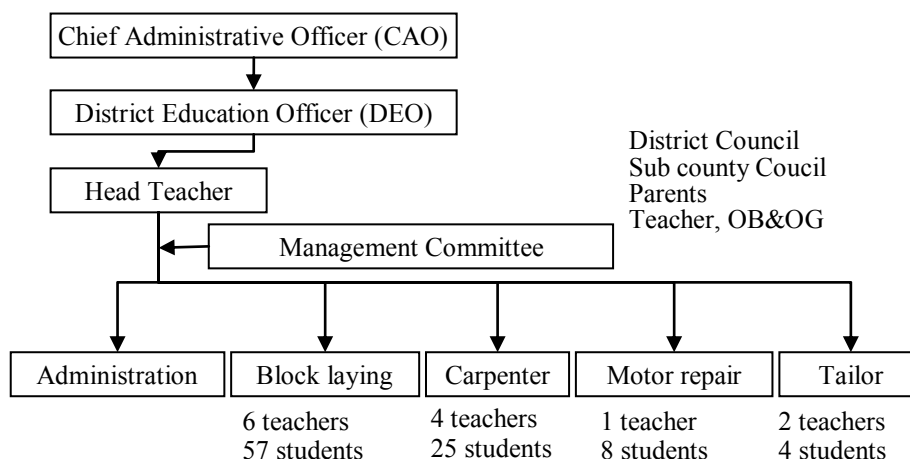 Chief Administrative Officer (CAO)
District Education Officer (DEO)
District Council
Sub county Coucil
Parents
Teacher, OB&OG
Head Teacher
Management Committee
Administration
Block laying
Carpenter
Motor repair
Tailor
6 teachers
57 students
4 teachers
25 students
1 teacher
8 students
2 teachers
4 students